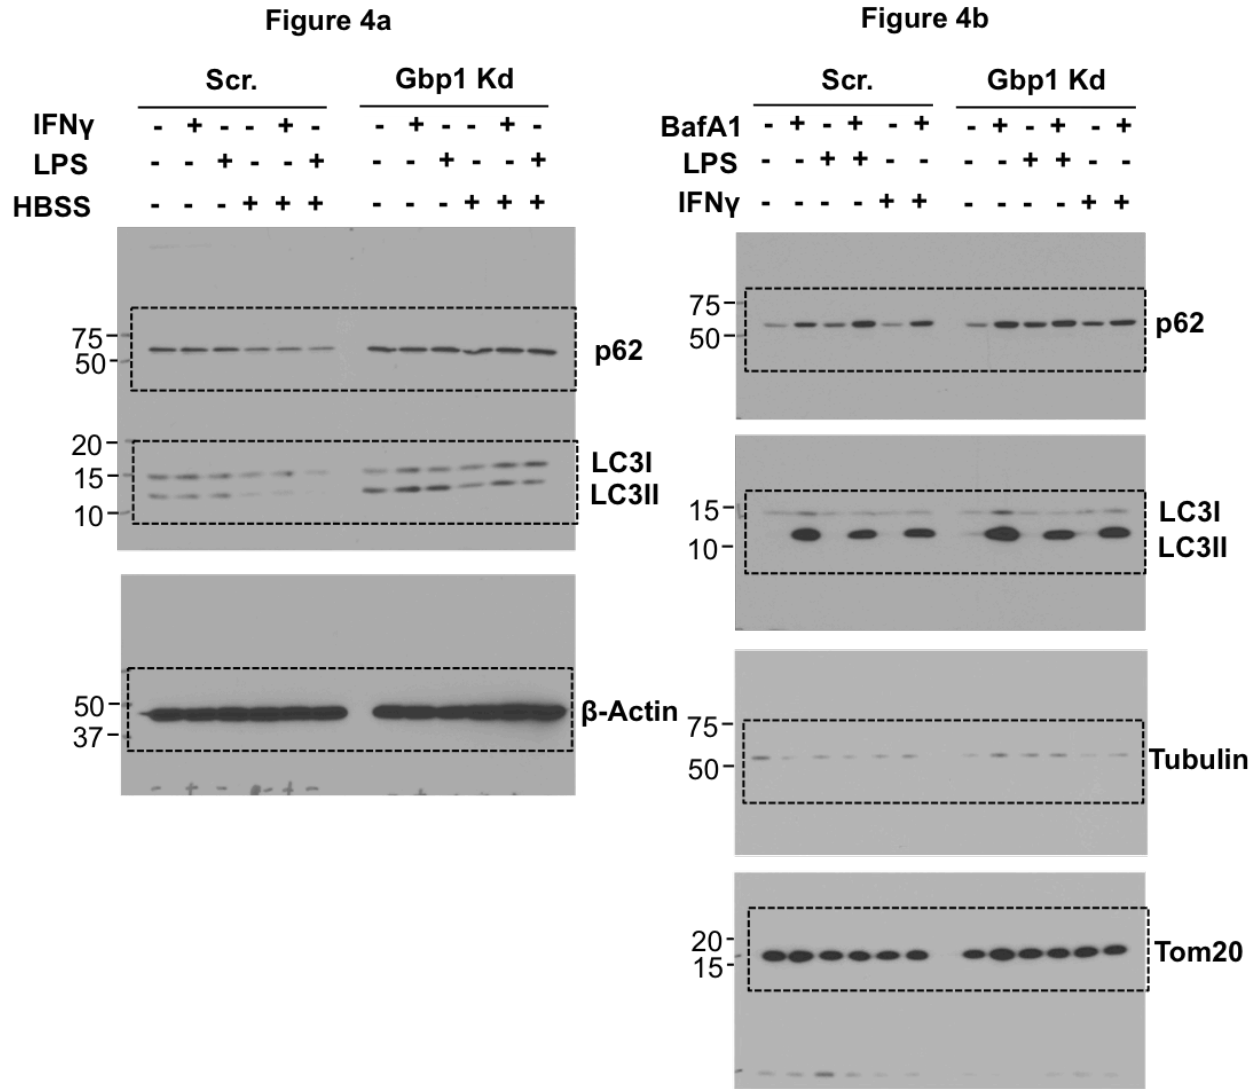 Figure 4a
Scr. Gbp1 Kd
IFNγ - + - - + - - + - - + -
LPS - - + - - + - - + - - +
HBSS - - - + + + - - - + + +
75
50
p62
20
15
10
LC3I
LC3II
50
37
β-Actin
Figure 4b
Scr. Gbp1 Kd
BafA1 - + - + - + - + - + - +
LPS - - + + - - - - + + - -
IFNγ - - - - + + - - - - + +
75
50
p62
15
10
LC3I
LC3II
75
50
Tubulin
20
15
Tom20